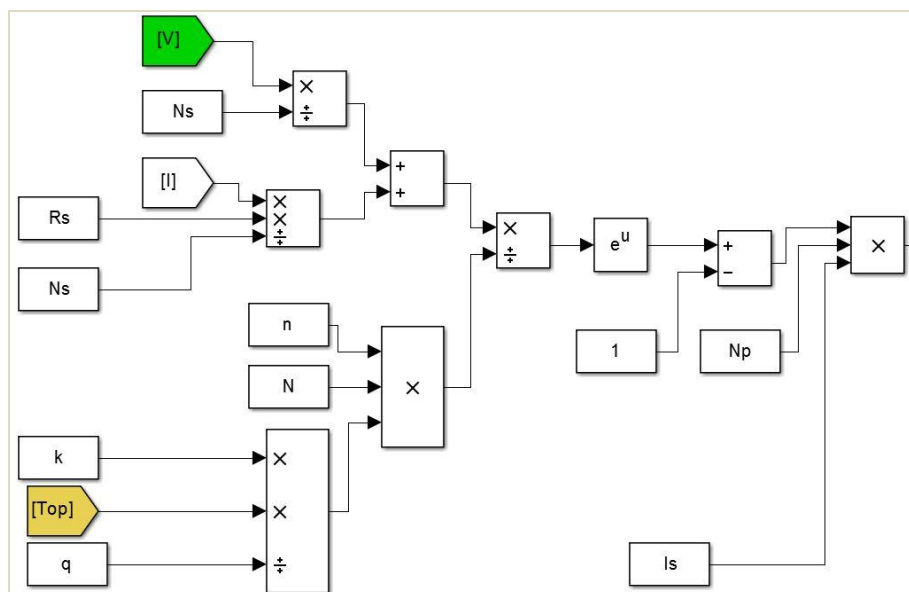 [V]
×
÷
Ns
+
+
[I]
×
×
÷
Rs
Ns
×
÷
e^u
+
−
×
n
N
×
1
Np
k
×
[Top]
×
q
÷
Is